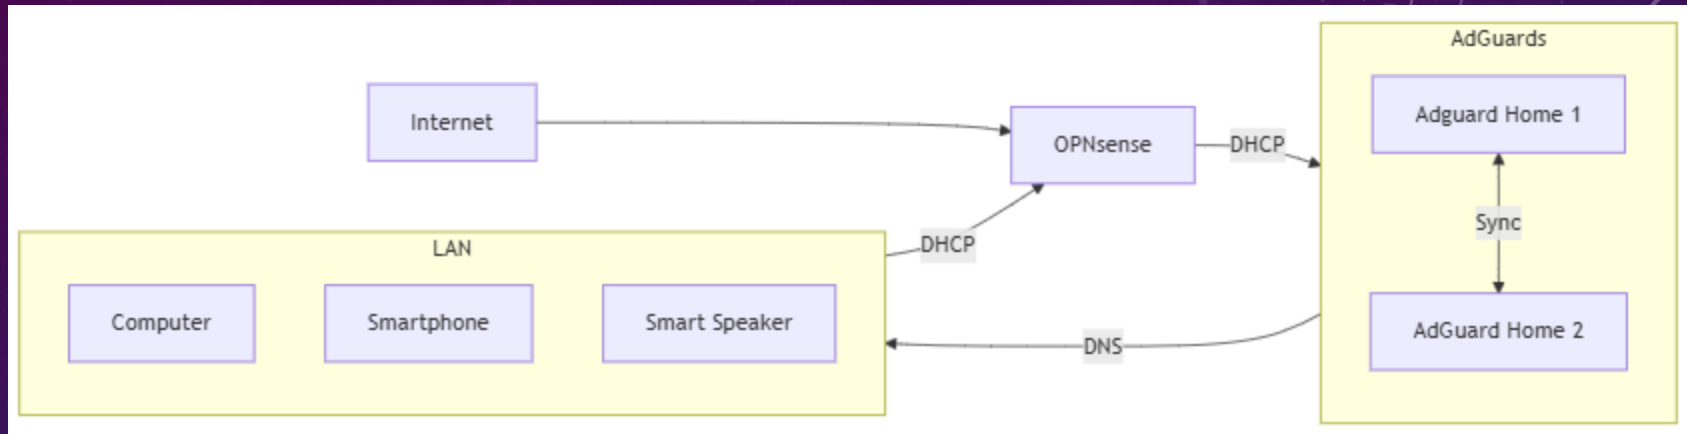 AdGuards
Adguard Home 1
Internet
OPNsense
DHCP
Sync
DHCP
LAN
Computer
Smartphone
Smart Speaker
DNS
AdGuard Home 2